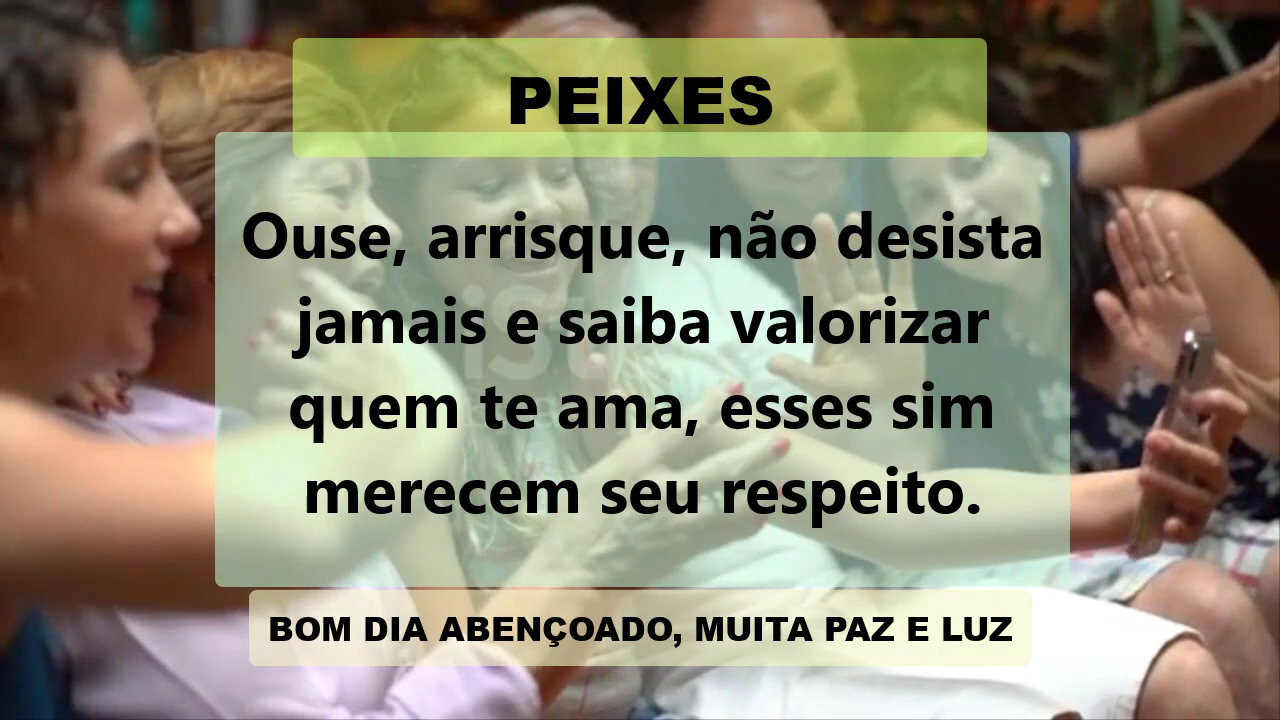 PEIXES
Ouse, arrisque, não desista
jamais e saiba valorizar
quem te ama, esses sim
merecem seu respeito.
BOM DIA ABENÇOADO, MUITA PAZ E LUZ